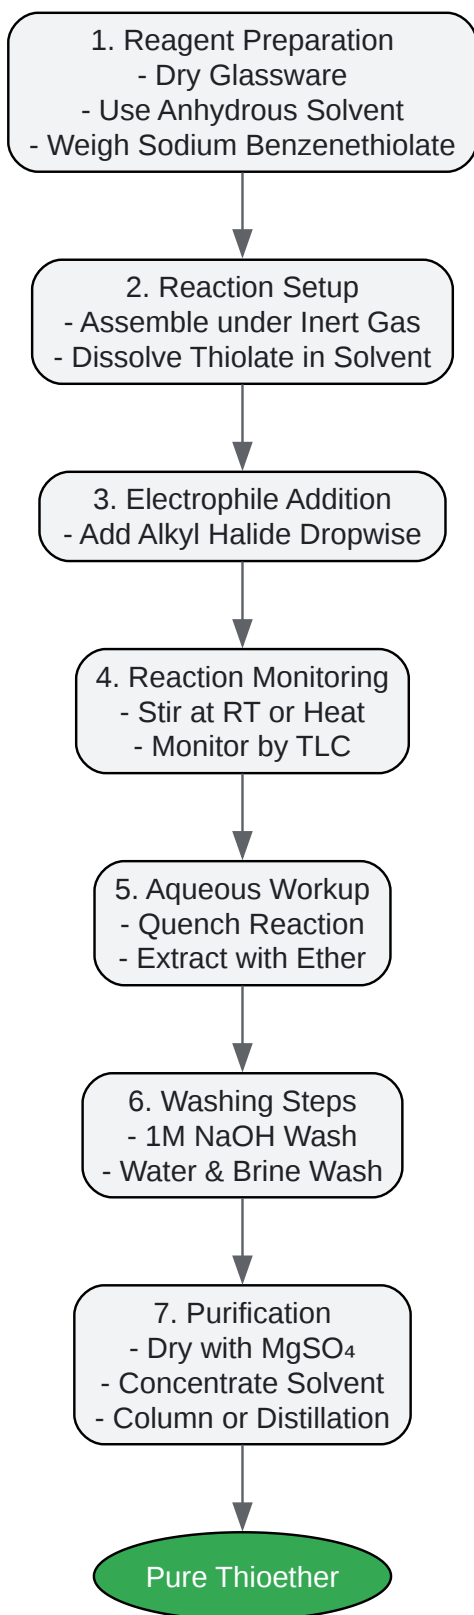 1. Reagent Preparation
- Dry Glassware
- Use Anhydrous Solvent
- Weigh Sodium Benzenethiolate
2. Reaction Setup
- Assemble under Inert Gas
- Dissolve Thiolate in Solvent
3. Electrophile Addition
- Add Alkyl Halide Dropwise
4. Reaction Monitoring
- Stir at RT or Heat
- Monitor by TLC
5. Aqueous Workup
- Quench Reaction
- Extract with Ether
6. Washing Steps
- 1M NaOH Wash
- Water & Brine Wash
7. Purification
- Dry with MgSO₄
- Concentrate Solvent
- Column or Distillation
Pure Thioether